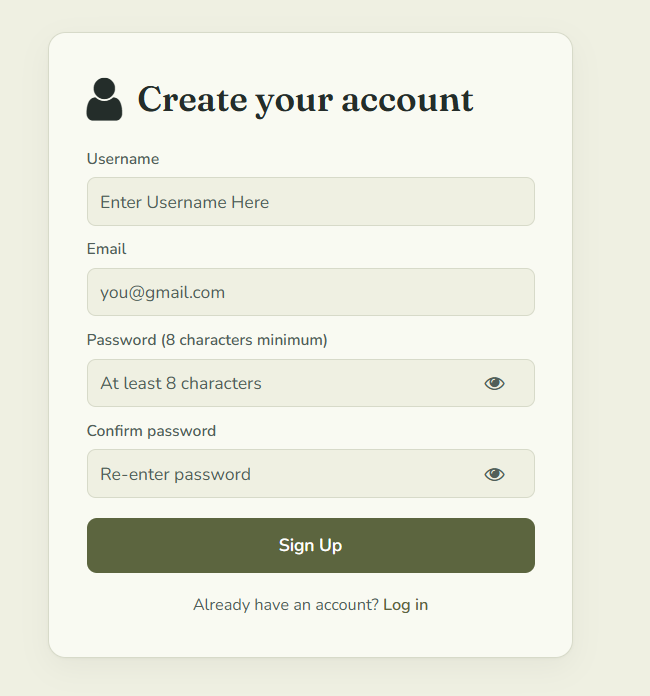 Create your account
Username
Enter Username Here
Email
you@gmail.com
Password (8 characters minimum)
At least 8 characters
Confirm password
Re-enter password
Sign Up
Already have an account? Log in